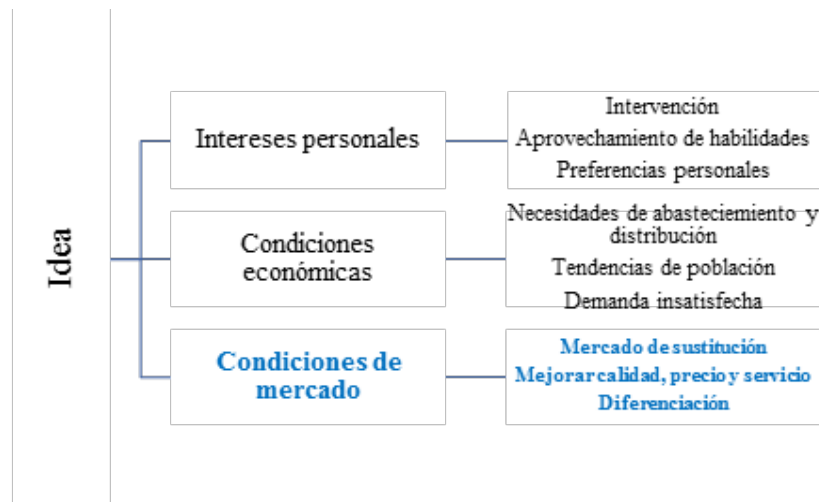 Idea
Intereses personales
Intervención
Aprovechamiento de habilidades
Preferencias personales
Condiciones
económicas
Necesidades de abasteciemiento y
distribución
Tendencias de población
Demanda insatisfecha
Condiciones de
mercado
Mercado de sustitución
Mejorar calidad, precio y servicio
Diferenciación